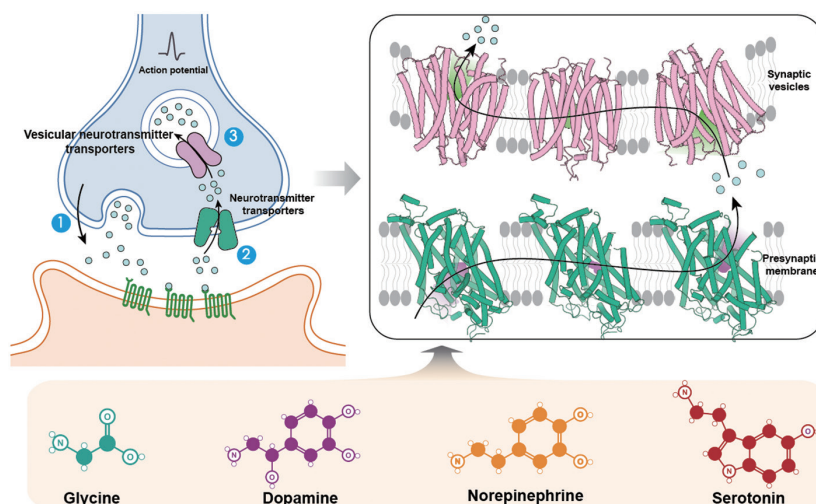 Action potential
Vesicular neurotransmitter
transporters
3
Neurotransmitter
transporters
1
2
Synaptic
vesicles
Presynaptic
membrane
N
O
O
Glycine
N
O
O
O
Dopamine
N
O
O
Norepinephrine
N
O
N
Serotonin